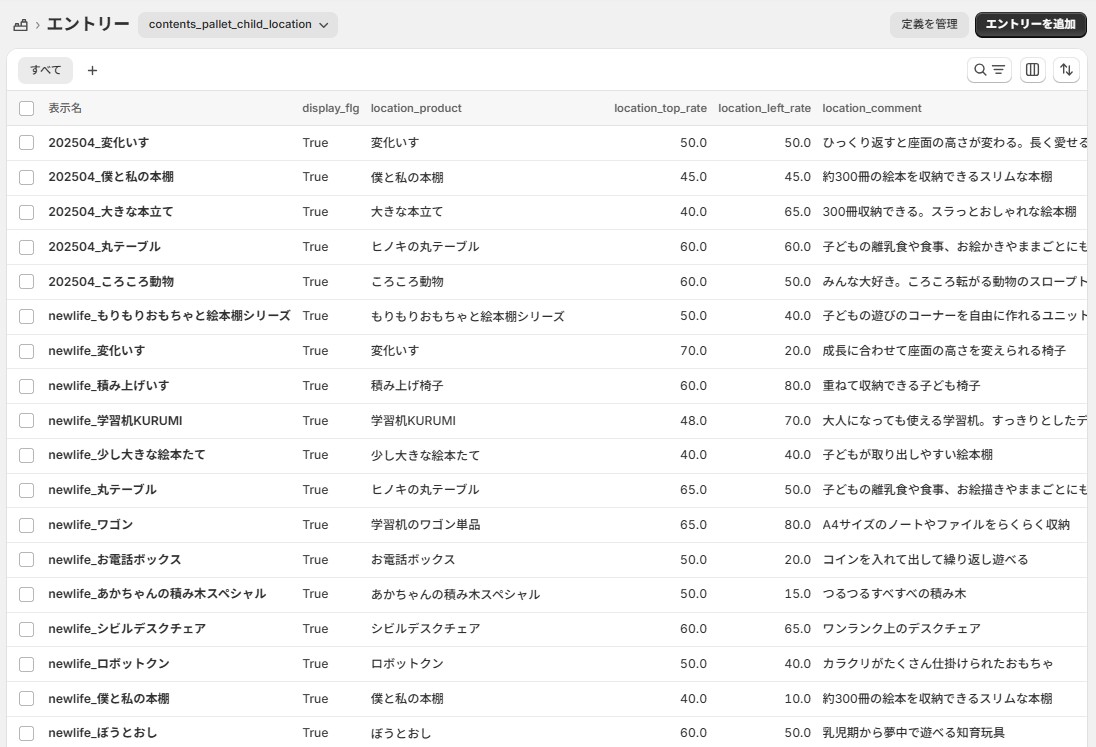 エントリー contents_pallet_child_location 定義を管理 エントリーを追加
すべて
表示名 display_flg location_product location_top_rate location_left_rate location_comment
202504_変化いす True 変化いす 50.0 50.0 ひっくり返すと座面の高さが変わる。長く愛せる
202504_僕と私の本棚 True 僕と私の本棚 45.0 45.0 約300冊の絵本を収納できるスリムな本棚
202504_大きな本立て True 大きな本立て 40.0 65.0 300冊収納できる。スラっとおしゃれな絵本棚
202504_丸テーブル True ヒノキの丸テーブル 60.0 60.0 子どもの離乳食や食事、お絵かきやままごとにも
202504_ころころ動物 True ころころ動物 60.0 50.0 みんな大好き。ころころ転がる動物のスロープト
newlife_もりもりおもちゃと絵本棚シリーズ True もりもりおもちゃと絵本棚シリーズ 50.0 40.0 子どもの遊びのコーナーを自由に作れるユニット
newlife_変化いす True 変化いす 70.0 20.0 成長に合わせて座面の高さを変えられる椅子
newlife_積み上げいす True 積み上げ椅子 60.0 80.0 重ねて収納できる子ども椅子
newlife_学習机KURUMI True 学習机KURUMI 48.0 70.0 大人になっても使える学習机。すっきりとしたデ
newlife_少し大きな絵本たて True 少し大きな絵本たて 40.0 40.0 子どもが取り出しやすい絵本棚
newlife_丸テーブル True ヒノキの丸テーブル 65.0 50.0 子どもの離乳食や食事、お絵描きやままごとにも
newlife_ワゴン True 学習机のワゴン単品 65.0 80.0 A4サイズのノートやファイルをらくらく収納
newlife_お電話ボックス True お電話ボックス 50.0 20.0 コインを入れて出して繰り返し遊べる
newlife_あかちゃんの積み木スペシャル True あかちゃんの積み木スペシャル 50.0 15.0 つるつるすべすべの積み木
newlife_シビルデスクチェア True シビルデスクチェア 60.0 65.0 ワンランク上のデスクチェア
newlife_ロボットクン True ロボットクン 50.0 40.0 カラクリがたくさん仕掛けられたおもちゃ
newlife_僕と私の本棚 True 僕と私の本棚 40.0 10.0 約300冊の絵本を収納できるスリムな本棚
newlife_ぼうとおし True ぼうとおし 60.0 50.0 乳児期から夢中で遊べる知育玩具